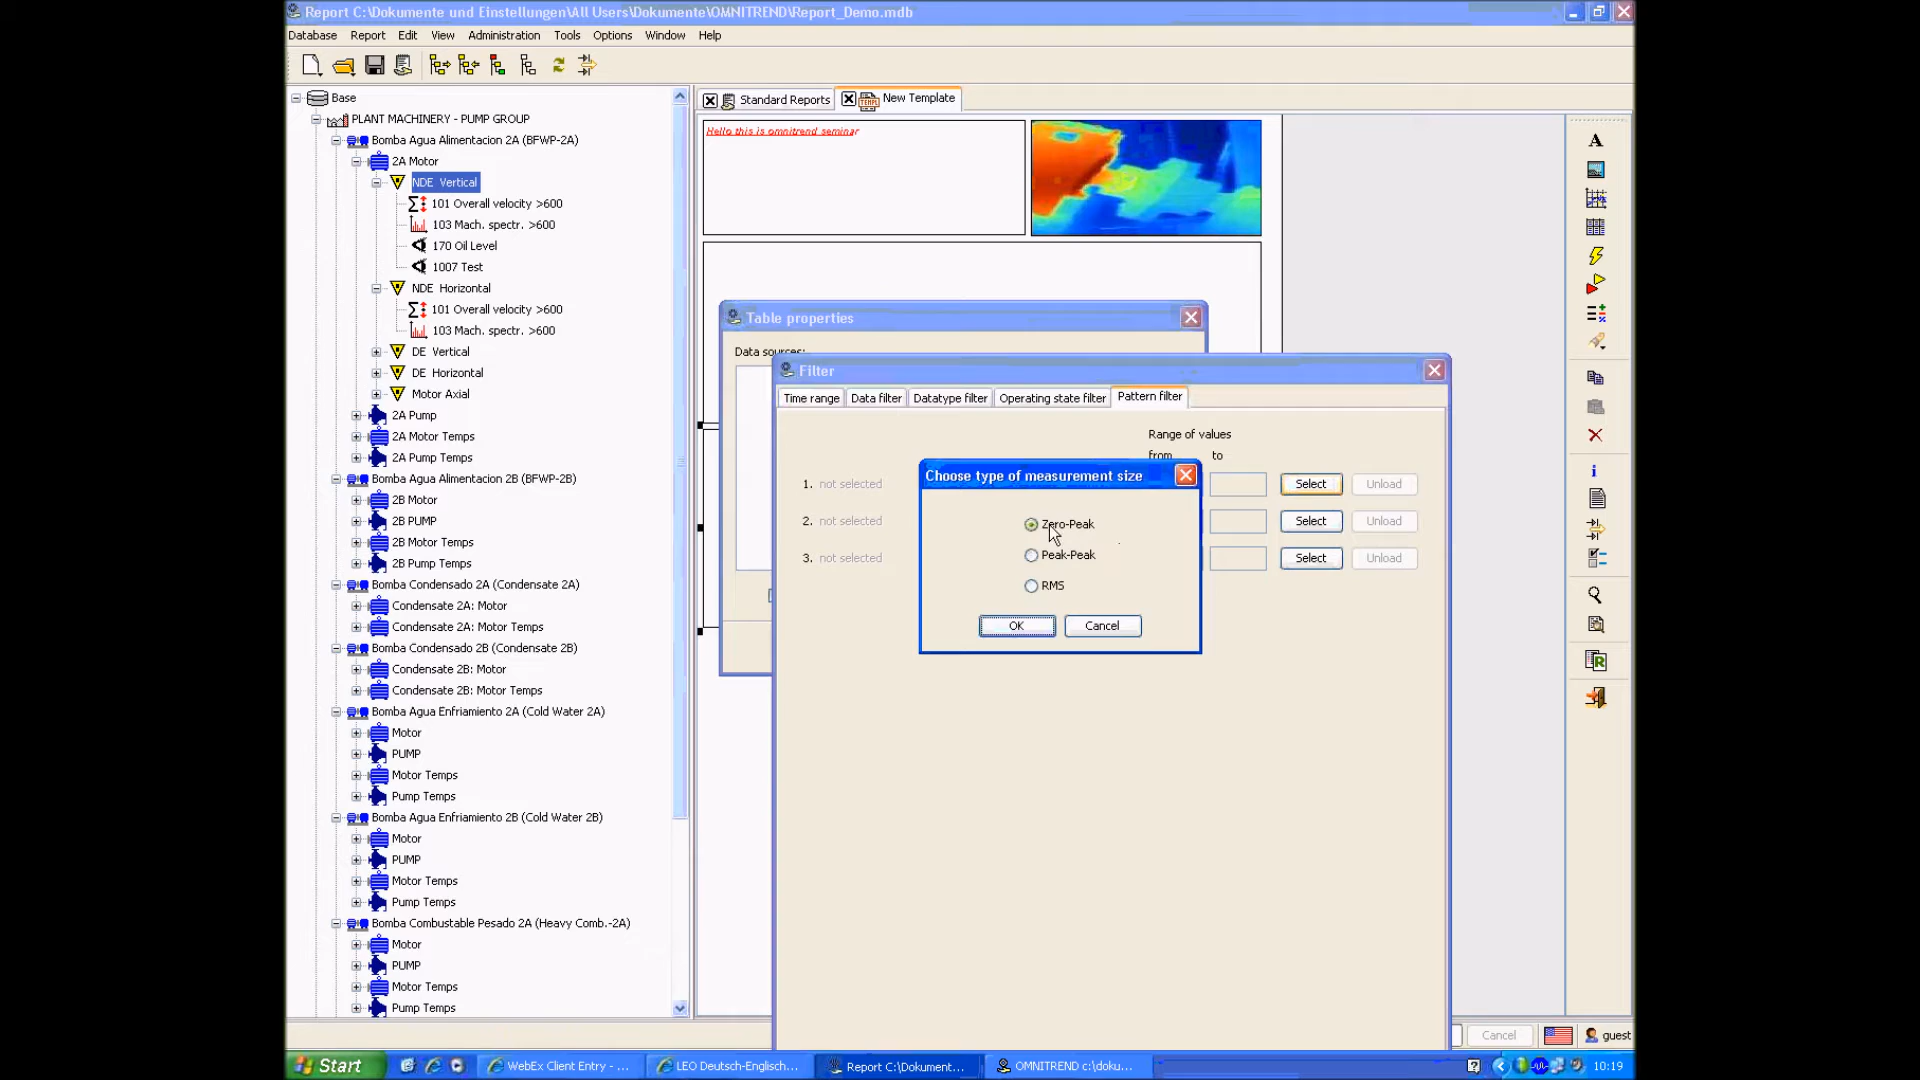 Report C:\Dokumente und Einstellungen\All Users\Dokumente\OMNITREND\Report_Demo.mdb
Database Report Edit View Administration Tools Options Window Help
Base
PLANT MACHINERY - PUMP GROUP
Bomba Agua Alimentacion 2A (BFWP-2A)
2A Motor
NDE Vertical
101 Overall velocity >600
103 Mach. spectr. >600
170 Oil Level
1007 Test
NDE Horizontal
101 Overall velocity >600
103 Mach. spectr. >600
DE Vertical
DE Horizontal
Motor Axial
2A Pump
2A Motor Temps
2A Pump Temps
Bomba Agua Alimentacion 2B (BFWP-2B)
2B Motor
2B PUMP
2B Motor Temps
2B Pump Temps
Bomba Condensado 2A (Condensate 2A)
Condensate 2A: Motor
Condensate 2A: Motor Temps
Bomba Condensado 2B (Condensate 2B)
Condensate 2B: Motor
Condensate 2B: Motor Temps
Bomba Agua Enfriamiento 2A (Cold Water 2A)
Motor
PUMP
Motor Temps
Pump Temps
Bomba Agua Enfriamiento 2B (Cold Water 2B)
Motor
PUMP
Motor Temps
Pump Temps
Bomba Combustable Pesado 2A (Heavy Comb.-2A)
Motor
PUMP
Motor Temps
Pump Temps
Standard Reports
New Template
Hello this is omnitrend seminar
Table properties
Data sources:
Filter
Time range Data filter Datatype filter Operating state filter Pattern filter
Range of values
from to
1. not selected Select Unload
2. not selected Select Unload
3. not selected Select Unload
Choose type of measurement size
Zero-Peak
Peak-Peak
RMS
OK Cancel
Cancel guest
Start WebEx Client Entry - ... LEO Deutsch-Englisch... Report C:\Dokument... OMNITREND c:\doku... 10:19